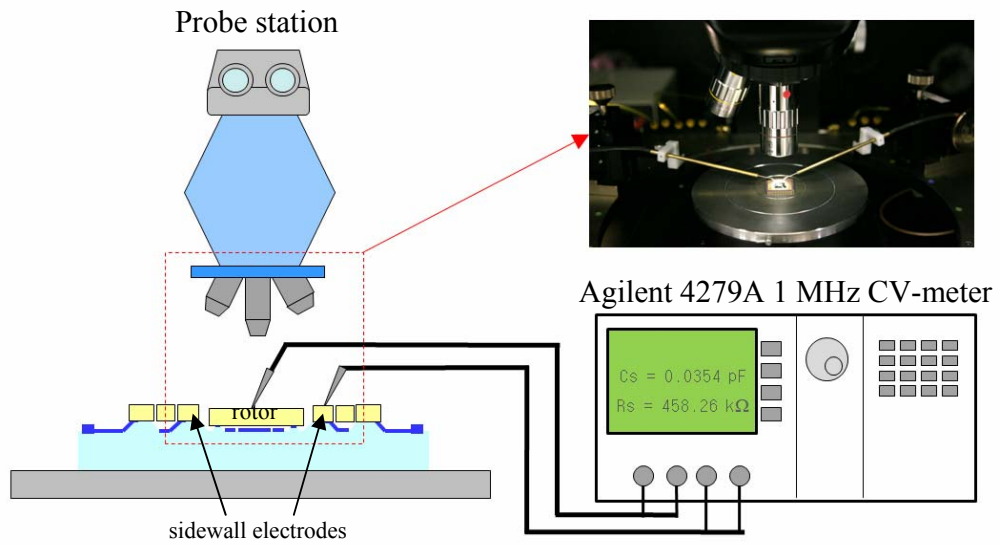 Probe station
Agilent 4279A 1 MHz CV-meter
Cs = 0.0354 pF
Rs = 458.26 kΩ
rotor
sidewall electrodes